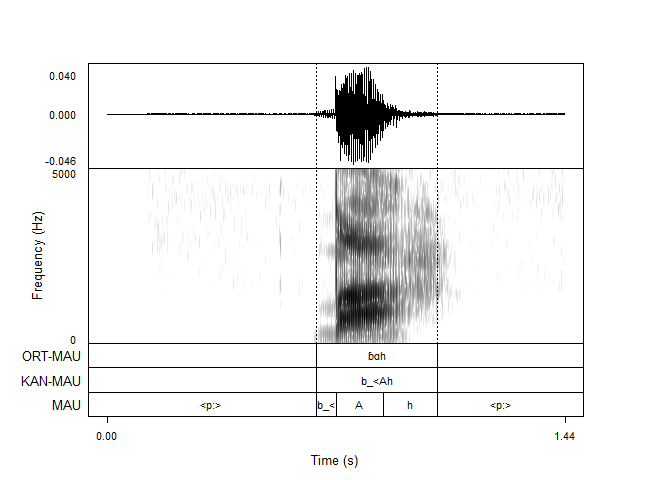 0.040
0.000
-0.046
5000
Frequency (Hz)
0
ORT-MAU ɓɑh
KAN-MAU b_<Ah
MAU <p:> b_< A h <p:>
0.00 1.44
Time (s)